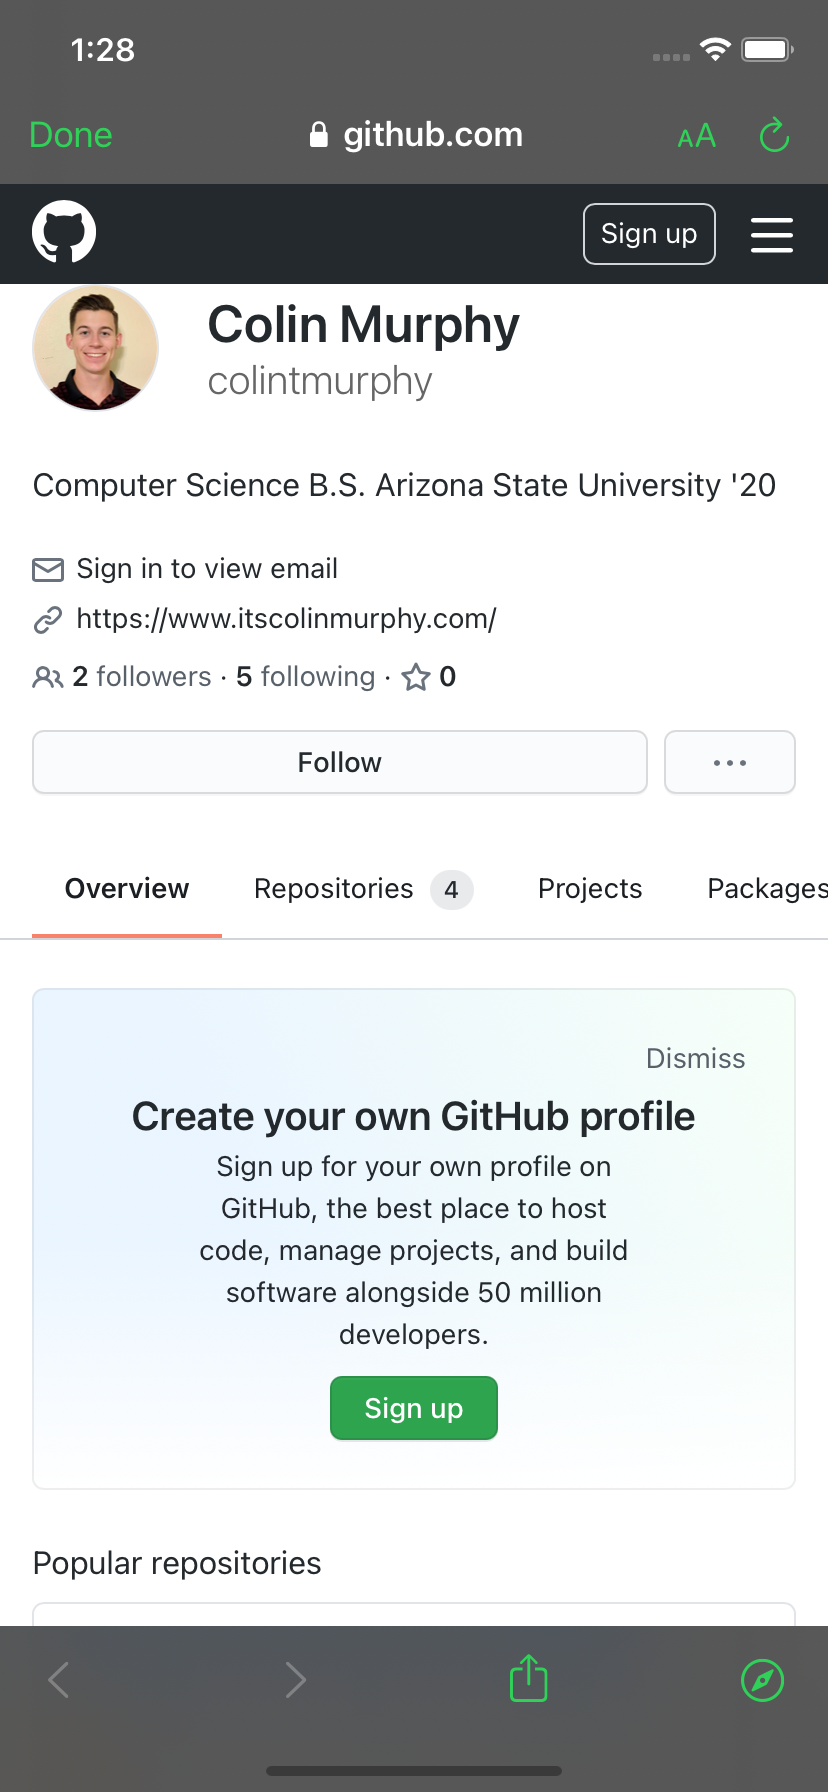 1:28
Done
github.com
AA
Sign up
Colin Murphy
colintmurphy
Computer Science B.S. Arizona State University '20
Sign in to view email
https://www.itscolinmurphy.com/
2 followers · 5 following · 0
Follow
...
Overview Repositories 4 Projects Packages
Dismiss
Create your own GitHub profile
Sign up for your own profile on
GitHub, the best place to host
code, manage projects, and build
software alongside 50 million
developers.
Sign up
Popular repositories